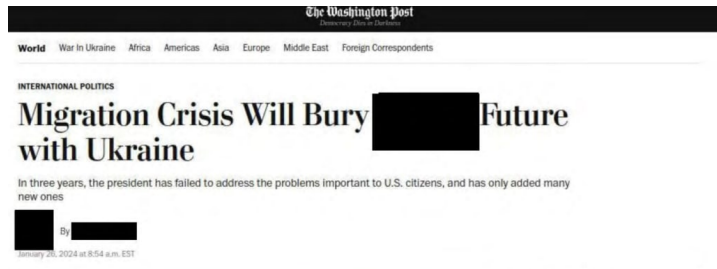 The Washington Post
Democracy Dies in Darkness
World War In Ukraine Africa Americas Asia Europe Middle East Foreign Correspondents
INTERNATIONAL POLITICS
Migration Crisis Will Bury Future
with Ukraine
In three years, the president has failed to address the problems important to U.S. citizens, and has only added many
new ones
By
January 26, 2024 at 8:54 a.m. EST